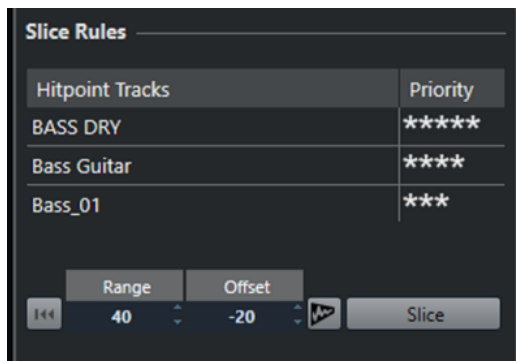 Slice Rules
Hitpoint Tracks Priority
BASS DRY *****
Bass Guitar ****
Bass_01 ***
Range Offset
40 -20 Slice